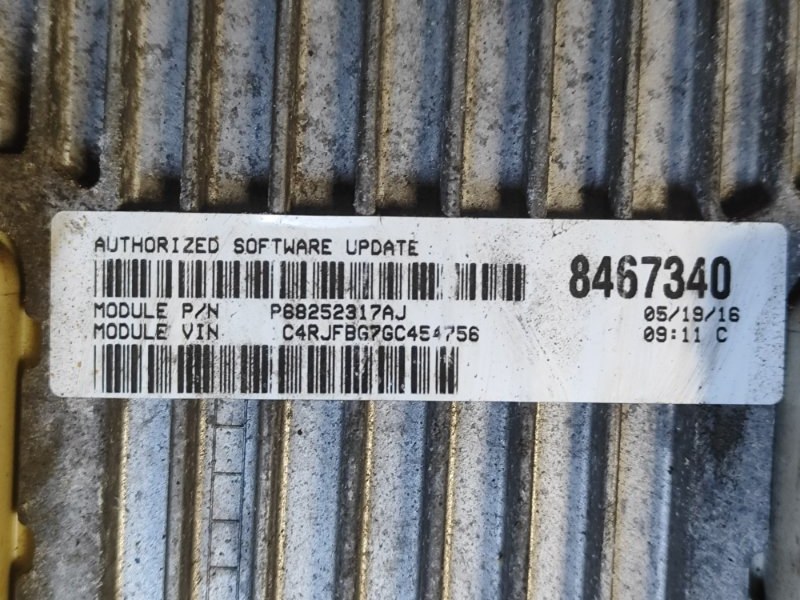 AUTHORIZED SOFTWARE UPDATE
8467340
MODULE P/N P68252317AJ
05/19/16
MODULE VIN C4RJFBG7GC454756
09:11 C